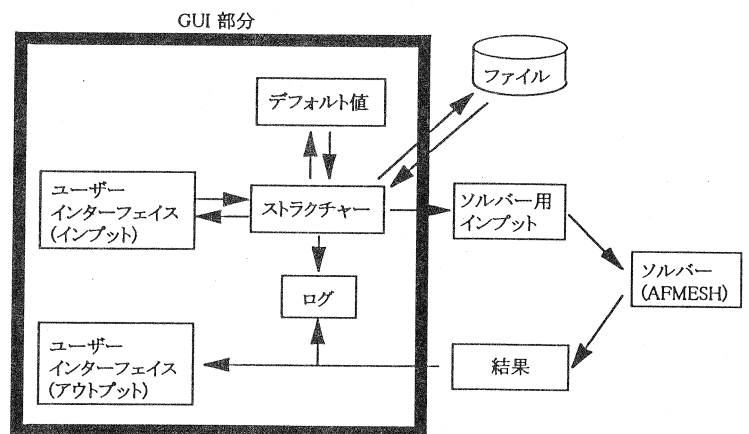 GUI 部分
ファイル
デフォルト値
ユーザー
インターフェイス
(インプット)
ストラクチャー
ソルバー用
インプット
ソルバー
(AFMESH)
ログ
ユーザー
インターフェイス
(アウトプット)
結果